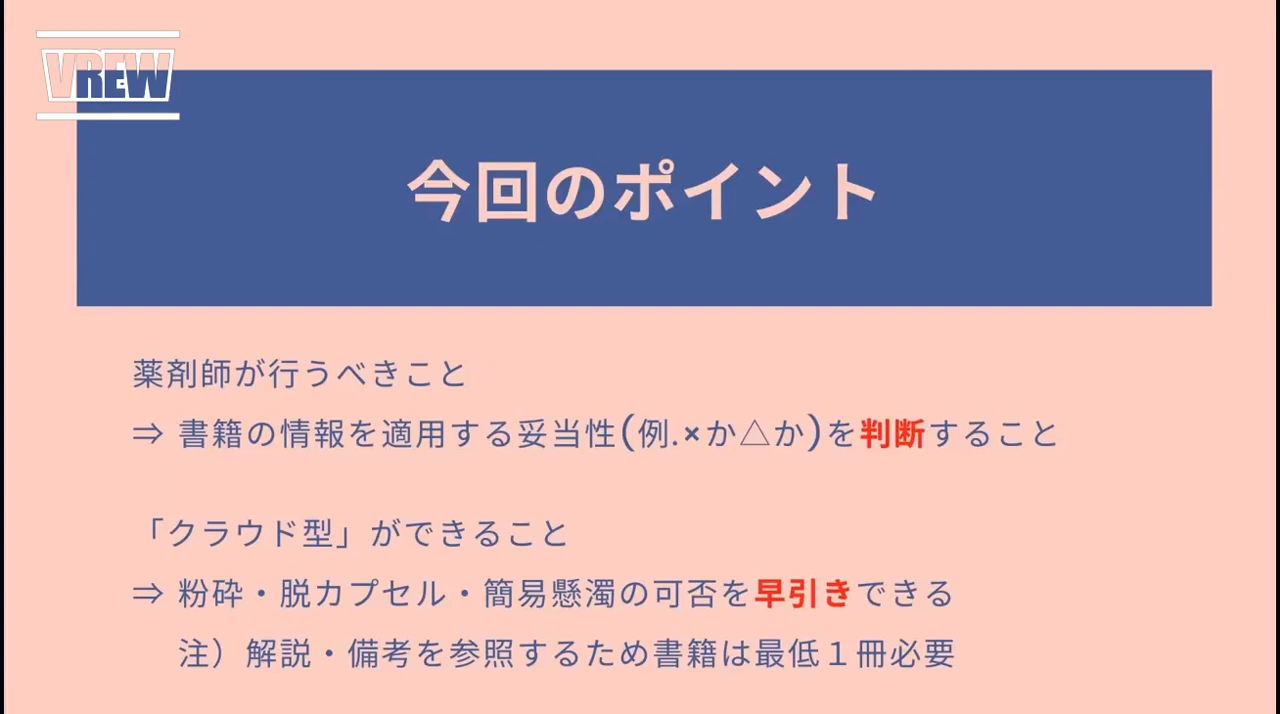 VREW
今回のポイント
薬剤師が行うべきこと
⇒ 書籍の情報を適用する妥当性(例.×か△か)を判断すること
「クラウド型」ができること
⇒ 粉砕・脱カプセル・簡易懸濁の可否を早引きできる
注）解説・備考を参照するため書籍は最低１冊必要